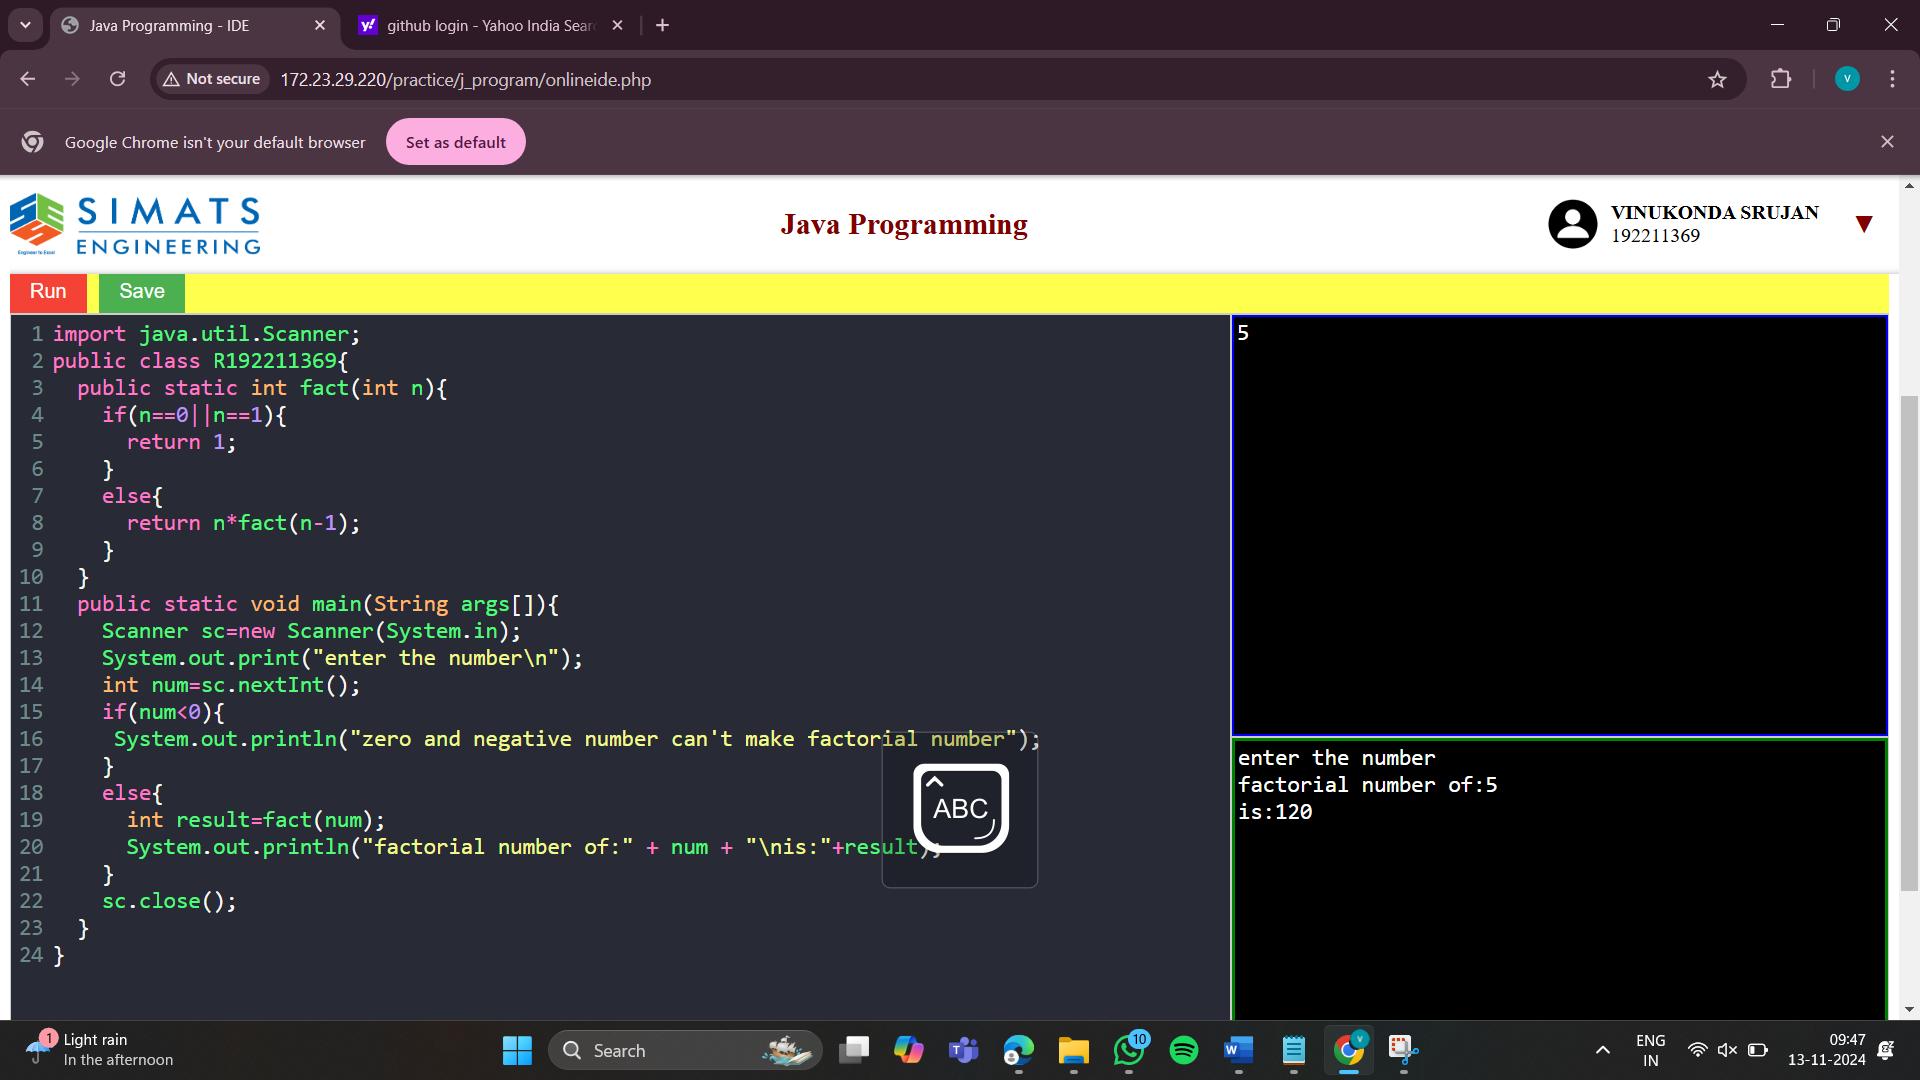 Java Programming - IDE
github login - Yahoo India Sear
Not secure
172.23.29.220/practice/j_program/onlineide.php
V
Google Chrome isn't your default browser
Set as default
SIMATS
ENGINEERING
Engineer to Excel
Java Programming
VINUKONDA SRUJAN
192211369
Run
Save
1 import java.util.Scanner;
2 public class R192211369{
3   public static int fact(int n){
4     if(n==0||n==1){
5       return 1;
6     }
7     else{
8       return n*fact(n-1);
9     }
10   }
11   public static void main(String args[]){
12     Scanner sc=new Scanner(System.in);
13     System.out.print("enter the number\n");
14     int num=sc.nextInt();
15     if(num<0){
16      System.out.println("zero and negative number can't make factorial number");
17     }
18     else{
19       int result=fact(num);
20       System.out.println("factorial number of:" + num + "\nis:"+result);
21     }
22     sc.close();
23   }
24 }
ABC
5
enter the number
factorial number of:5
is:120
1
Light rain
In the afternoon
Search
10
V
ENG
IN
09:47
13-11-2024